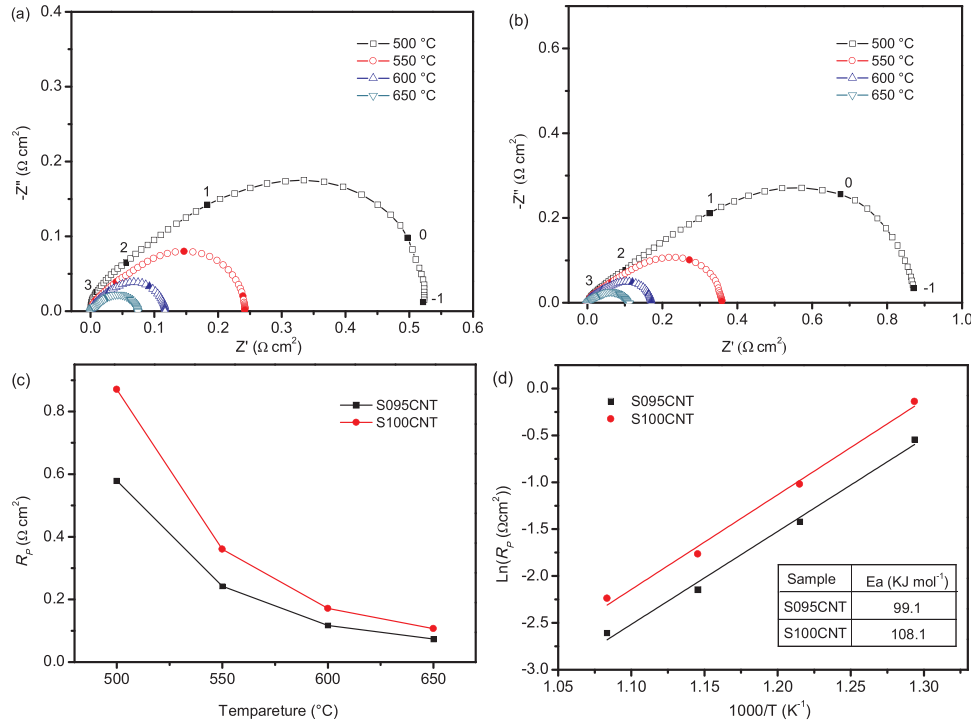 (a)
0.4
0.3
0.2
0.1
0.0
-Z" (Ω cm²)
500 °C
550 °C
600 °C
650 °C
3
2
1
0
-1
0.0 0.1 0.2 0.3 0.4 0.5 0.6
Z' (Ω cm²)
(b)
0.6
0.4
0.2
0.0
-Z" (Ω cm²)
500 °C
550 °C
600 °C
650 °C
3
2
1
0
-1
0.0 0.2 0.4 0.6 0.8 1.0
Z' (Ω cm²)
(c)
0.8
0.6
0.4
0.2
0.0
R_P (Ω cm²)
S095CNT
S100CNT
500 550 600 650
Tempareture (°C)
(d)
0.0
-0.5
-1.0
-1.5
-2.0
-2.5
-3.0
Ln(R_P (Ωcm²))
S095CNT
S100CNT
Sample Ea (KJ mol⁻¹)
S095CNT 99.1
S100CNT 108.1
1.05 1.10 1.15 1.20 1.25 1.30
1000/T (K⁻¹)